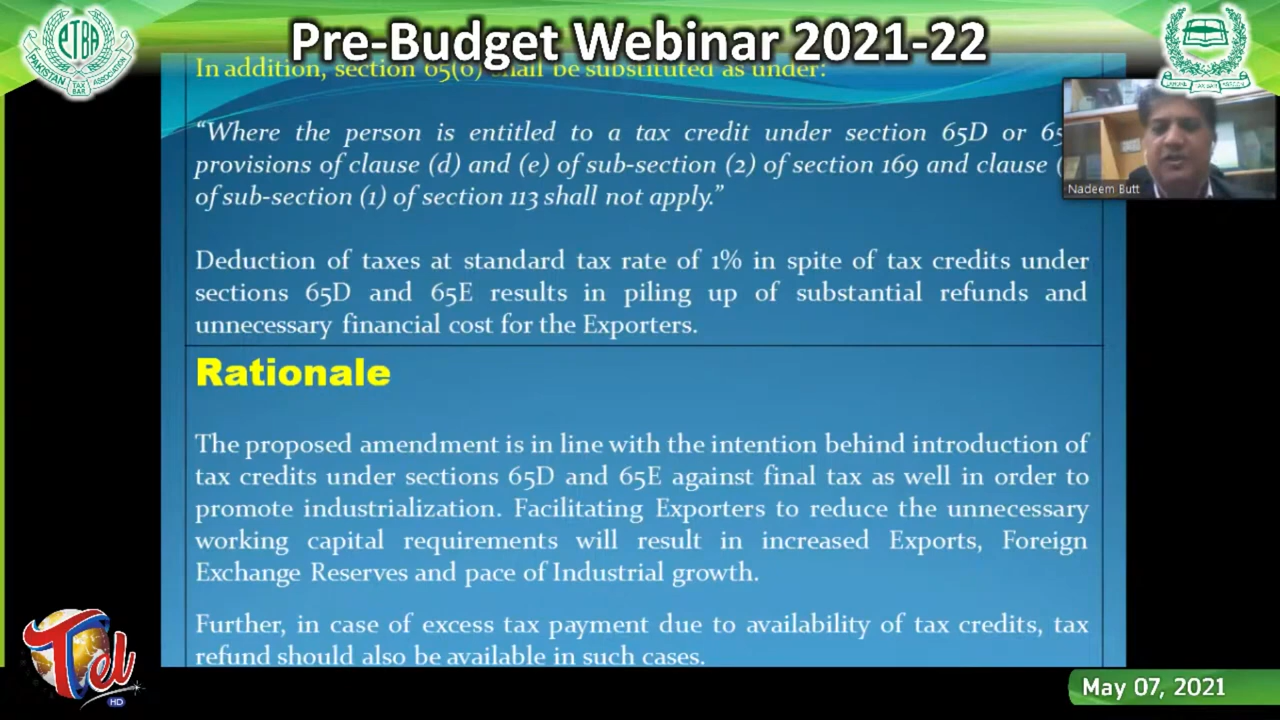 Pre-Budget Webinar 2021-22
PTBA
PAKISTAN
TAX
BAR
ASSOCIATION
In addition, section 65(6) shall be substituted as under:
“Where the person is entitled to a tax credit under section 65D or
provisions of clause (d) and (e) of sub-section (2) of section 169 and clause
of sub-section (1) of section 113 shall not apply.”
Nadeem Butt
Deduction of taxes at standard tax rate of 1% in spite of tax credits under
sections 65D and 65E results in piling up of substantial refunds and
unnecessary financial cost for the Exporters.
Rationale
The proposed amendment is in line with the intention behind introduction of
tax credits under sections 65D and 65E against final tax as well in order to
promote industrialization. Facilitating Exporters to reduce the unnecessary
working capital requirements will result in increased Exports, Foreign
Exchange Reserves and pace of Industrial growth.
Further, in case of excess tax payment due to availability of tax credits, tax
refund should also be available in such cases.
Tel
HD
May 07, 2021